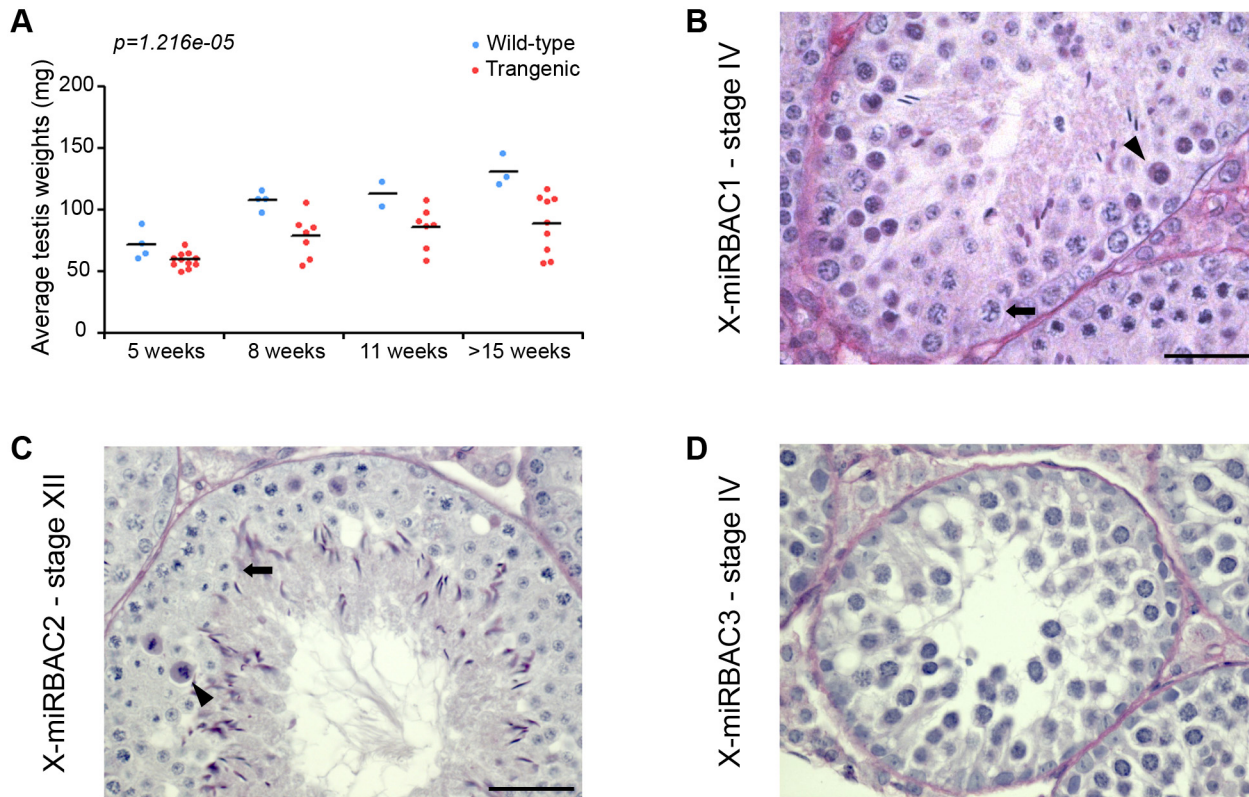 A
p=1.216e-05
Wild-type
Trangenic
Average testis weights (mg)
200
150
100
50
0
5 weeks
8 weeks
11 weeks
>15 weeks
B
X-miRBAC1 - stage IV
C
X-miRBAC2 - stage XII
D
X-miRBAC3 - stage IV